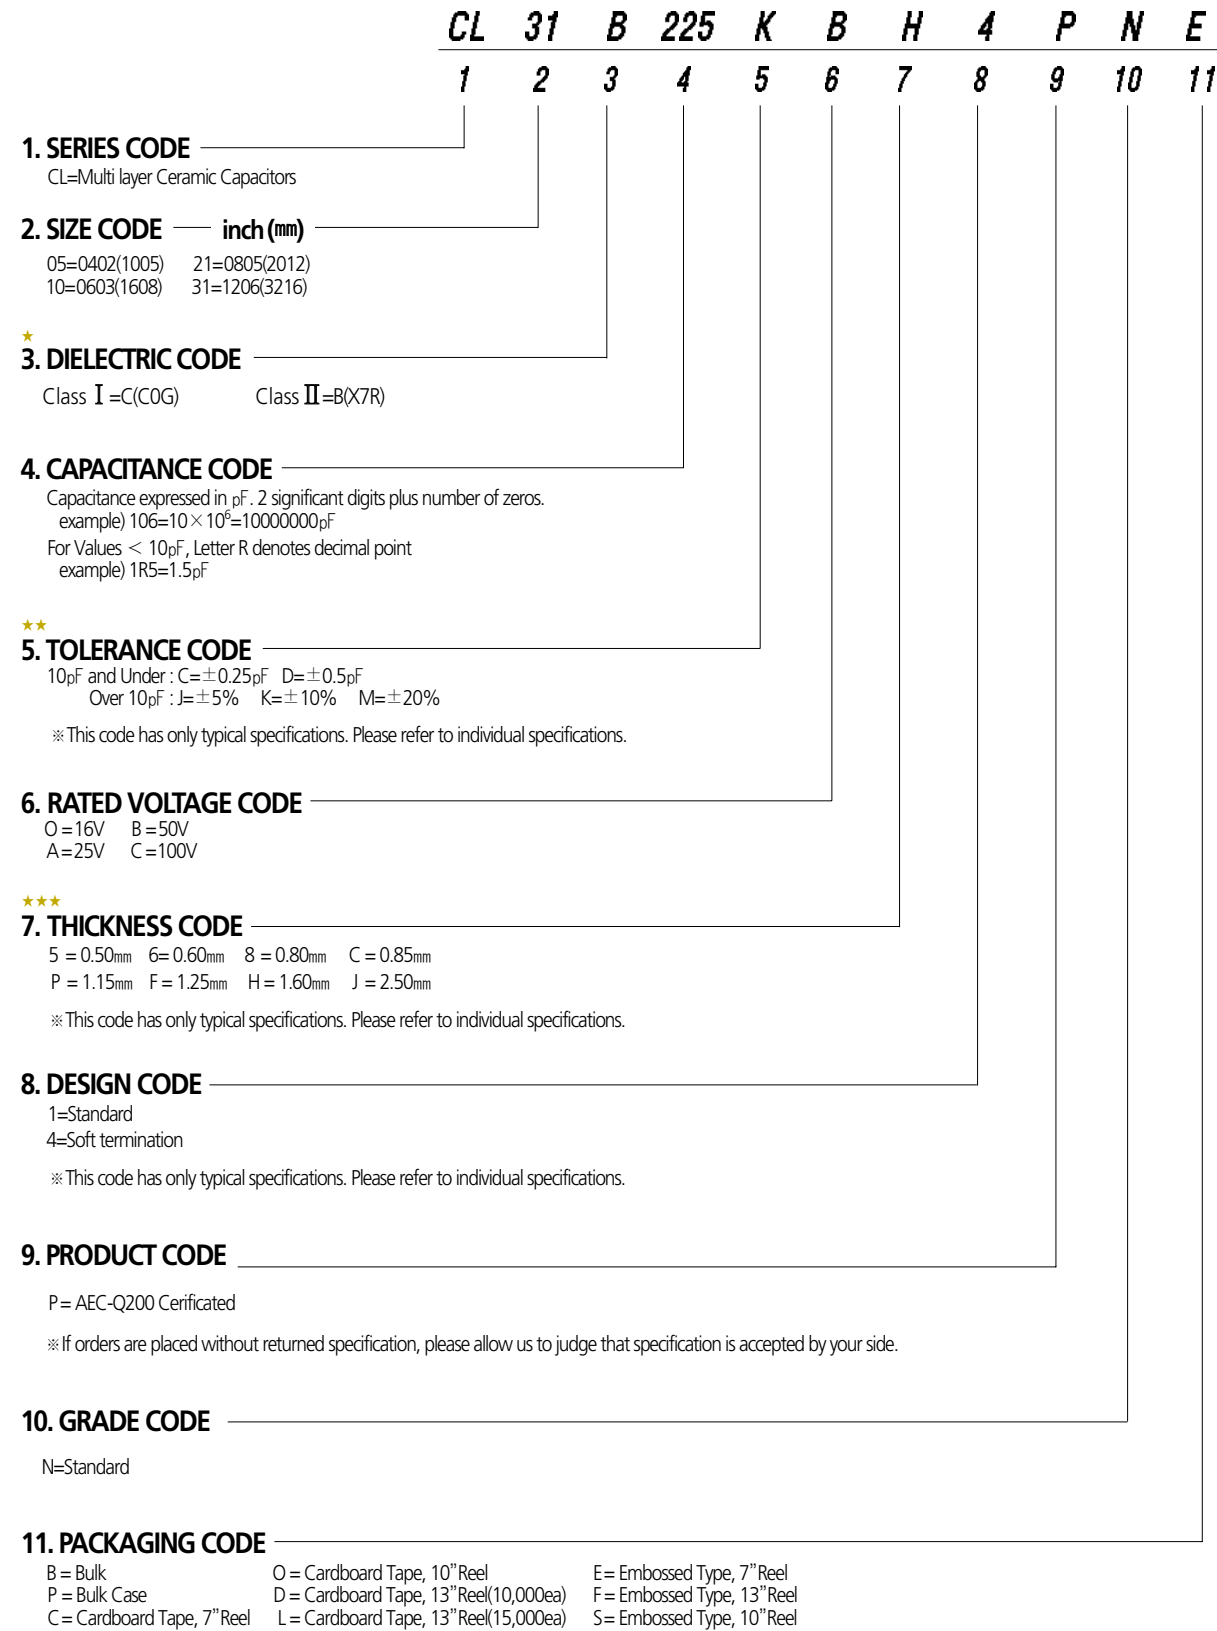 CL 31 B 225 K B H 4 P N E
1 2 3 4 5 6 7 8 9 10 11
1. SERIES CODE
CL=Multi layer Ceramic Capacitors
2. SIZE CODE inch(㎜)
05=0402(1005) 21=0805(2012)
10=0603(1608) 31=1206(3216)
★
3. DIELECTRIC CODE
Class Ⅰ=C(C0G) Class Ⅱ=B(X7R)
4. CAPACITANCE CODE
Capacitance expressed in pF. 2 significant digits plus number of zeros.
example) 106=10×10⁶=10000000pF
For Values < 10pF, Letter R denotes decimal point
example) 1R5=1.5pF
★★
5. TOLERANCE CODE
10pF and Under : C=±0.25pF D=±0.5pF
Over 10pF : J=±5% K=±10% M=±20%
※This code has only typical specifications. Please refer to individual specifications.
6. RATED VOLTAGE CODE
O=16V B=50V
A=25V C=100V
★★★
7. THICKNESS CODE
5 = 0.50㎜ 6= 0.60㎜ 8 = 0.80㎜ C = 0.85㎜
P = 1.15㎜ F = 1.25㎜ H = 1.60㎜ J = 2.50㎜
※This code has only typical specifications. Please refer to individual specifications.
8. DESIGN CODE
1=Standard
4=Soft termination
※This code has only typical specifications. Please refer to individual specifications.
9. PRODUCT CODE
P= AEC-Q200 Cerificated
※If orders are placed without returned specification, please allow us to judge that specification is accepted by your side.
10. GRADE CODE
N=Standard
11. PACKAGING CODE
B = Bulk O = Cardboard Tape, 10”Reel E= Embossed Type, 7”Reel
P = Bulk Case D = Cardboard Tape, 13”Reel(10,000ea) F= Embossed Type, 13”Reel
C= Cardboard Tape, 7”Reel L = Cardboard Tape, 13”Reel(15,000ea) S= Embossed Type, 10”Reel